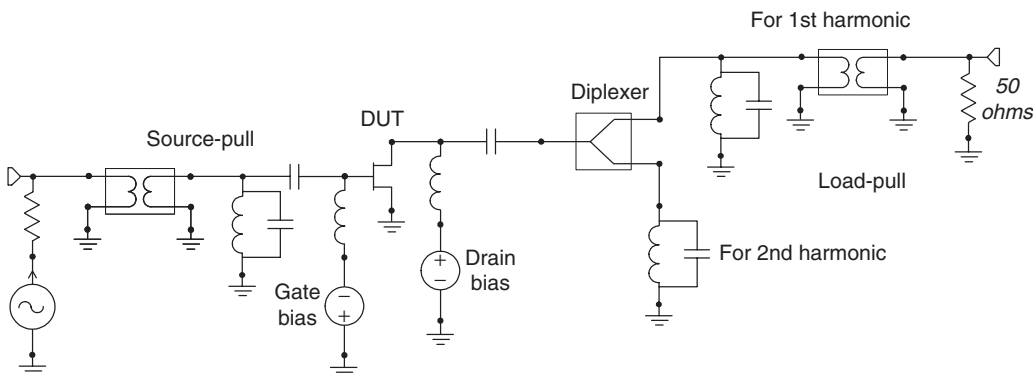 For 1st harmonic
50
ohms
Diplexer
DUT
Source-pull
Load-pull
For 2nd harmonic
Drain
bias
Gate
bias